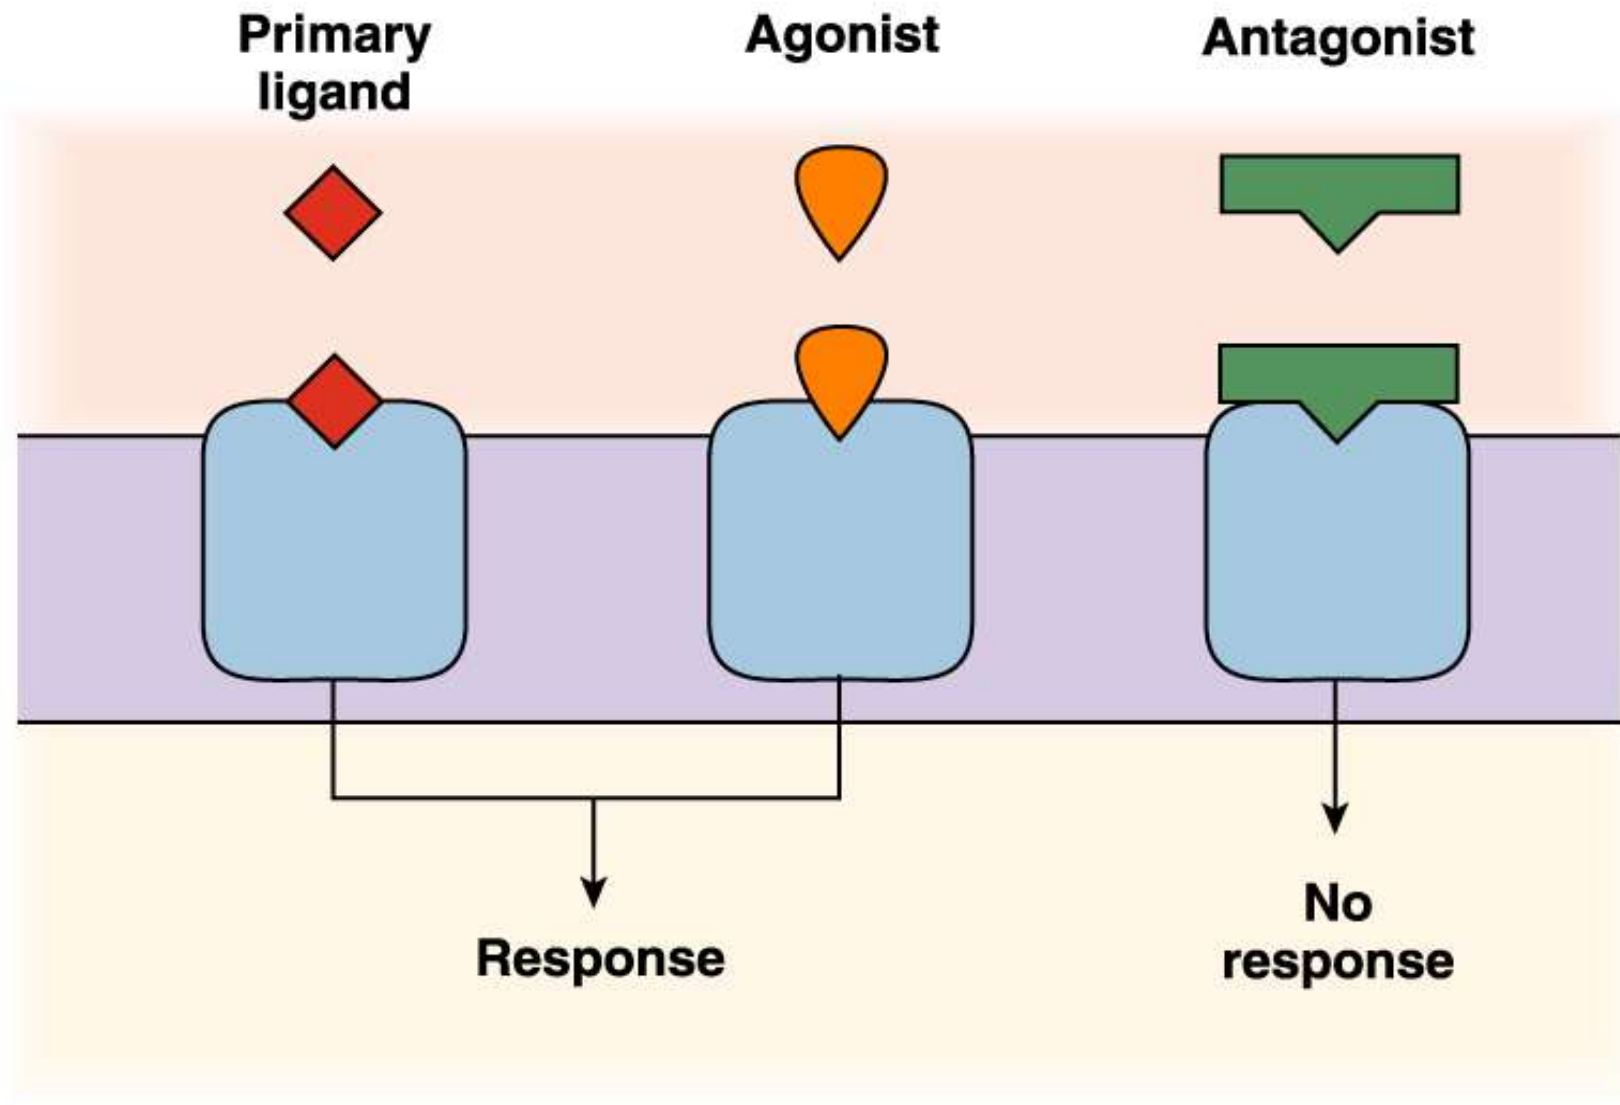 Primary
ligand
Agonist
Antagonist
Response
No
response